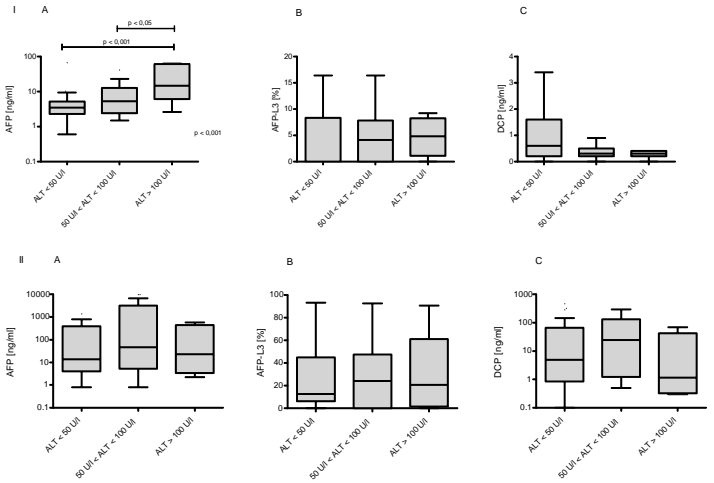 I A B C
p < 0,05
p < 0,001
AFP [ng/ml]
100
10
1
0.1
p < 0,001
ALT < 50 U/l
50 U/l < ALT < 100 U/l
ALT > 100 U/l
AFP-L3 [%]
20
15
10
5
0
ALT < 50 U/l
50 U/l < ALT < 100 U/l
ALT > 100 U/l
DCP [ng/ml]
4
3
2
1
0
ALT < 50 U/l
50 U/l < ALT < 100 U/l
ALT > 100 U/l
II A B C
AFP [ng/ml]
10000
1000
100
10
1
0.1
ALT < 50 U/l
50 U/l < ALT < 100 U/l
ALT > 100 U/l
AFP-L3 [%]
100
80
60
40
20
0
ALT < 50 U/l
50 U/l < ALT < 100 U/l
ALT > 100 U/l
DCP [ng/ml]
1000
100
10
1
0.1
ALT < 50 U/l
50 U/l < ALT < 100 U/l
ALT > 100 U/l